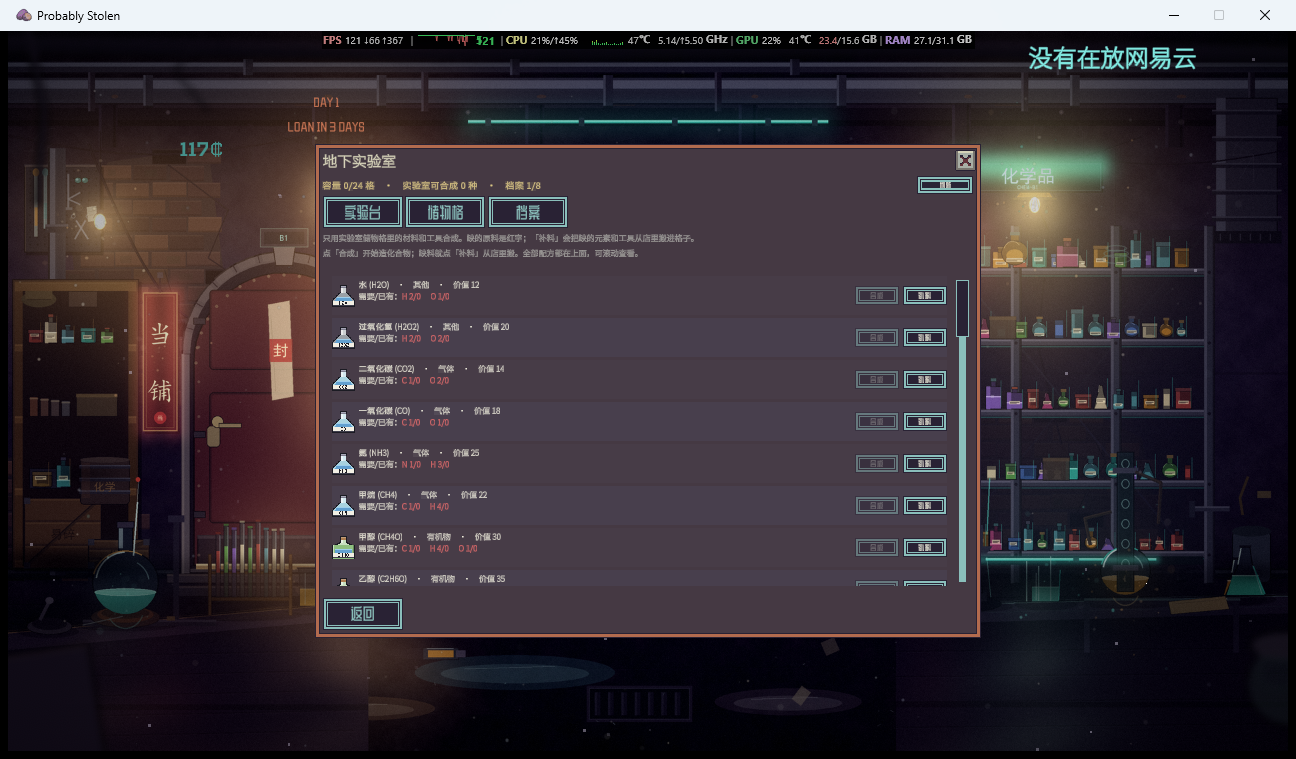 Probably Stolen
FPS 121 ↓66 ↑367 | 521 | CPU 21%/↑45% 47℃ 5.14/↑5.50 GHz | GPU 22% 41℃ 23.4/15.6 GB | RAM 27.1/31.1 GB
没有在放网易云
DAY 1
LOAN IN 3 DAYS
117₵
地下实验室
容量 0/24 格 · 实验室可合成 0 种 · 档案 1/8
实验台 储物格 档案
只用实验室储物格里的材料和工具合成。缺的原料是红字；「补料」会把缺的元素和工具从店里搬进格子。
点「合成」开始造化合物；缺料就点「补料」从店里搬。全部配方都在上面，可滚动查看。
水 (H2O) · 其他 · 价值 12
需要/已有: H 2/0 O 1/0
过氧化氢 (H2O2) · 其他 · 价值 20
需要/已有: H 2/0 O 2/0
二氧化碳 (CO2) · 气体 · 价值 14
需要/已有: C 1/0 O 2/0
一氧化碳 (CO) · 气体 · 价值 18
需要/已有: C 1/0 O 1/0
氨 (NH3) · 气体 · 价值 25
需要/已有: N 1/0 H 3/0
甲烷 (CH4) · 气体 · 价值 22
需要/已有: C 1/0 H 4/0
甲醇 (CH4O) · 有机物 · 价值 30
需要/已有: C 1/0 H 4/0 O 1/0
乙醇 (C2H6O) · 有机物 · 价值 35
返回
化学品
B1
当铺
封
化学